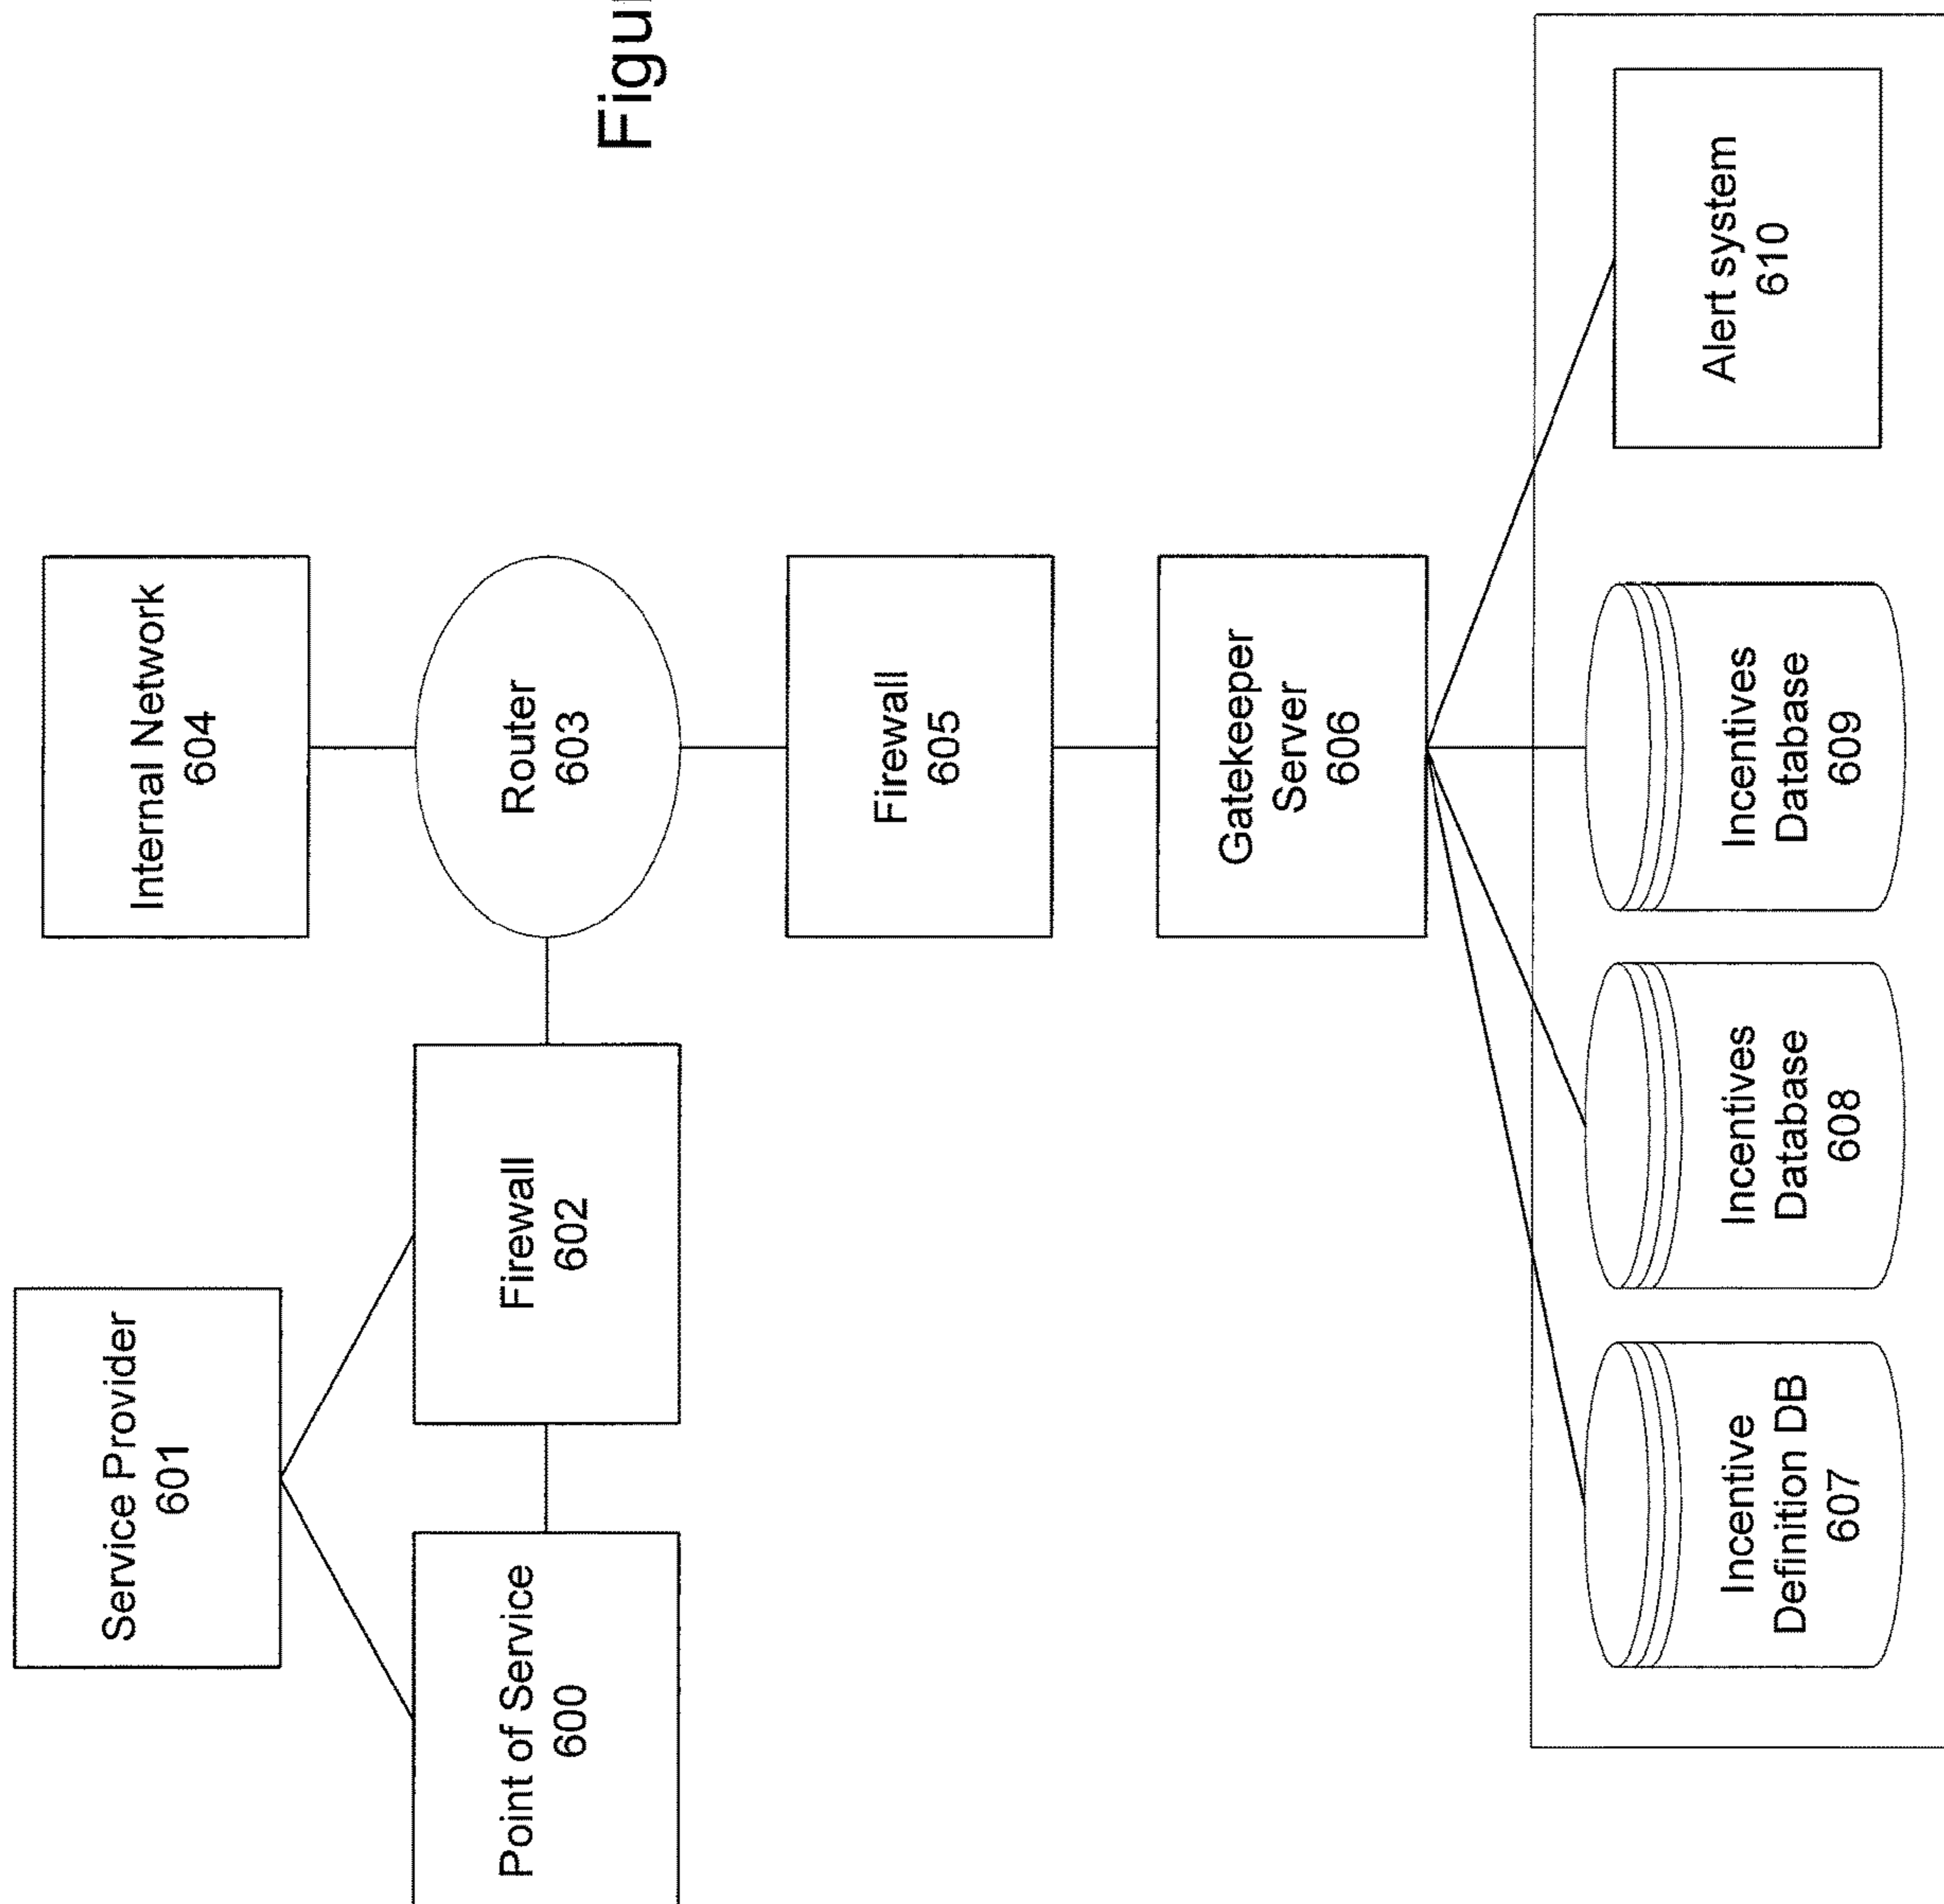 Figu
Service Provider
601
Internal Network
604
Point of Service
600
Firewall
602
Router
603
Firewall
605
Gatekeeper
Server
606
Incentive
Definition DB
607
Incentives
Database
608
Incentives
Database
609
Alert system
610